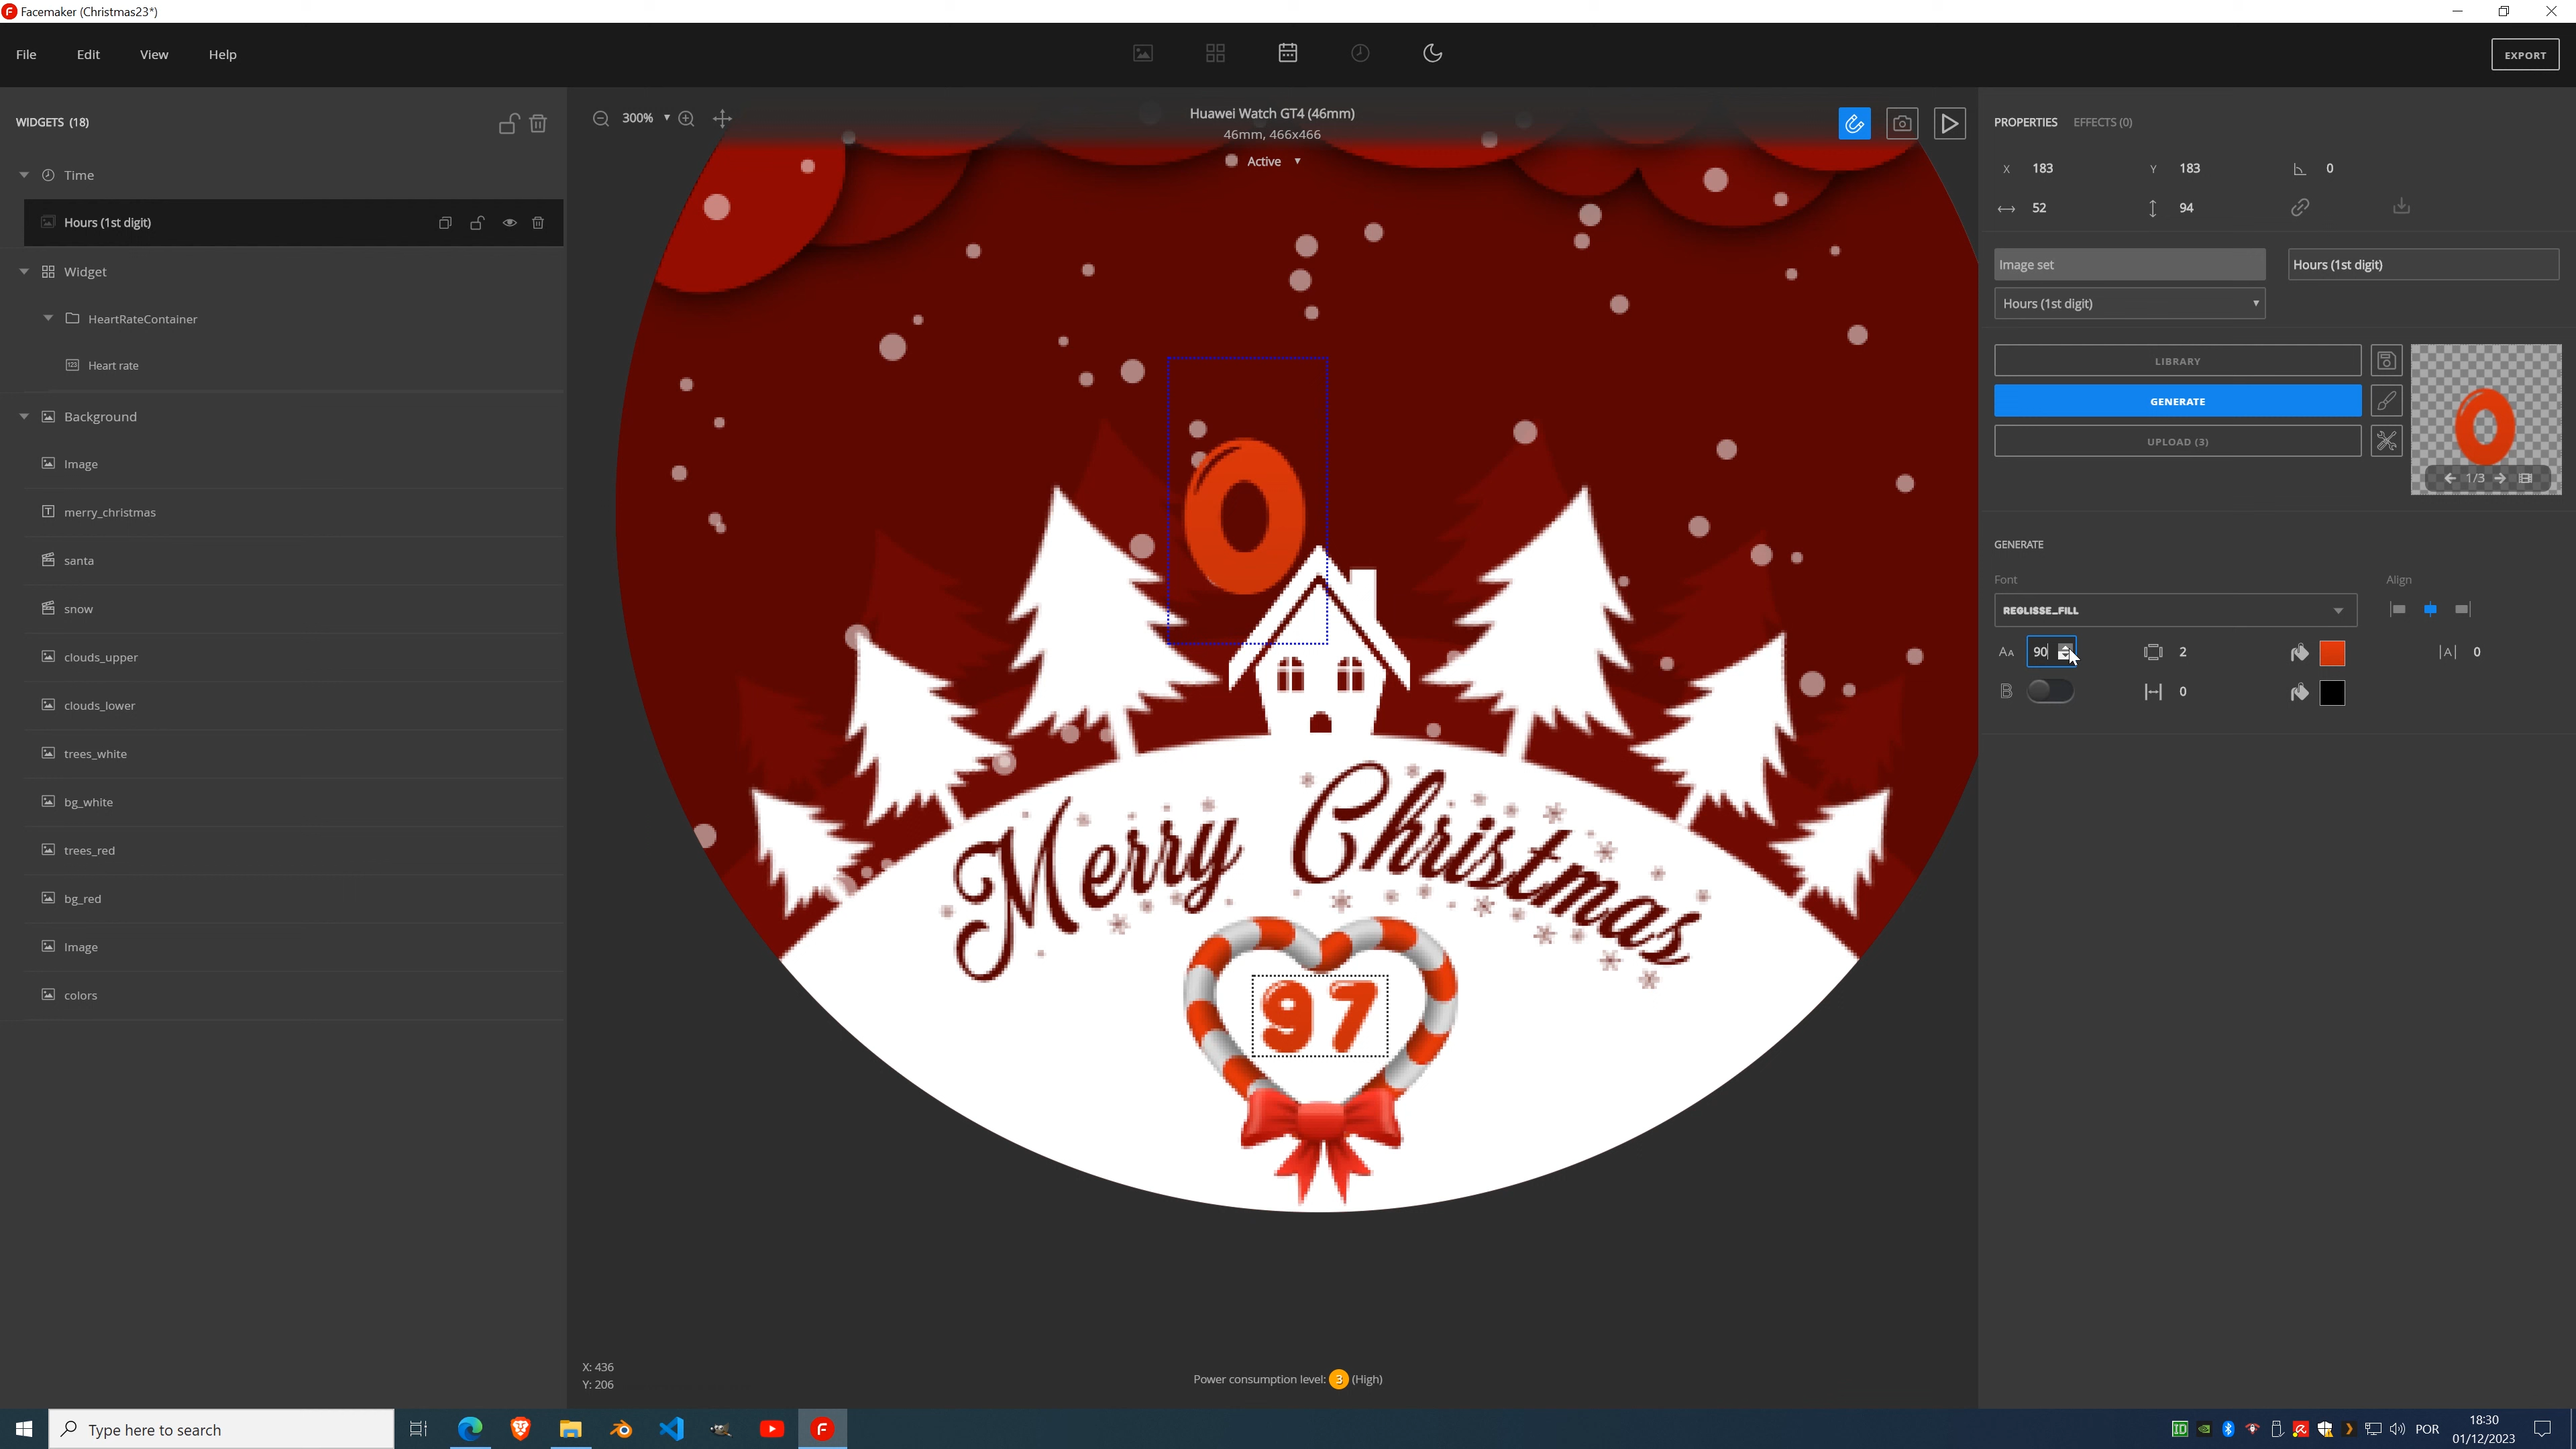 Facemaker (Christmas23*)
File Edit View Help
EXPORT
WIDGETS (18)
Time
Hours (1st digit)
Widget
HeartRateContainer
Heart rate
Background
Image
merry_christmas
santa
snow
clouds_upper
clouds_lower
trees_white
bg_white
trees_red
bg_red
Image
colors
300%
Huawei Watch GT4 (46mm)
46mm, 466x466
Active
0
Merry Christmas
97
X: 436
Y: 206
Power consumption level: 3 (High)
PROPERTIES EFFECTS (0)
X 183 Y 183 0
52 94
Image set Hours (1st digit)
Hours (1st digit)
LIBRARY
GENERATE
UPLOAD (3)
0
1/3
GENERATE
Font Align
REGLISSE_FILL
AA 90 2 |A| 0
B 0
Type here to search
ID
POR
18:30
01/12/2023